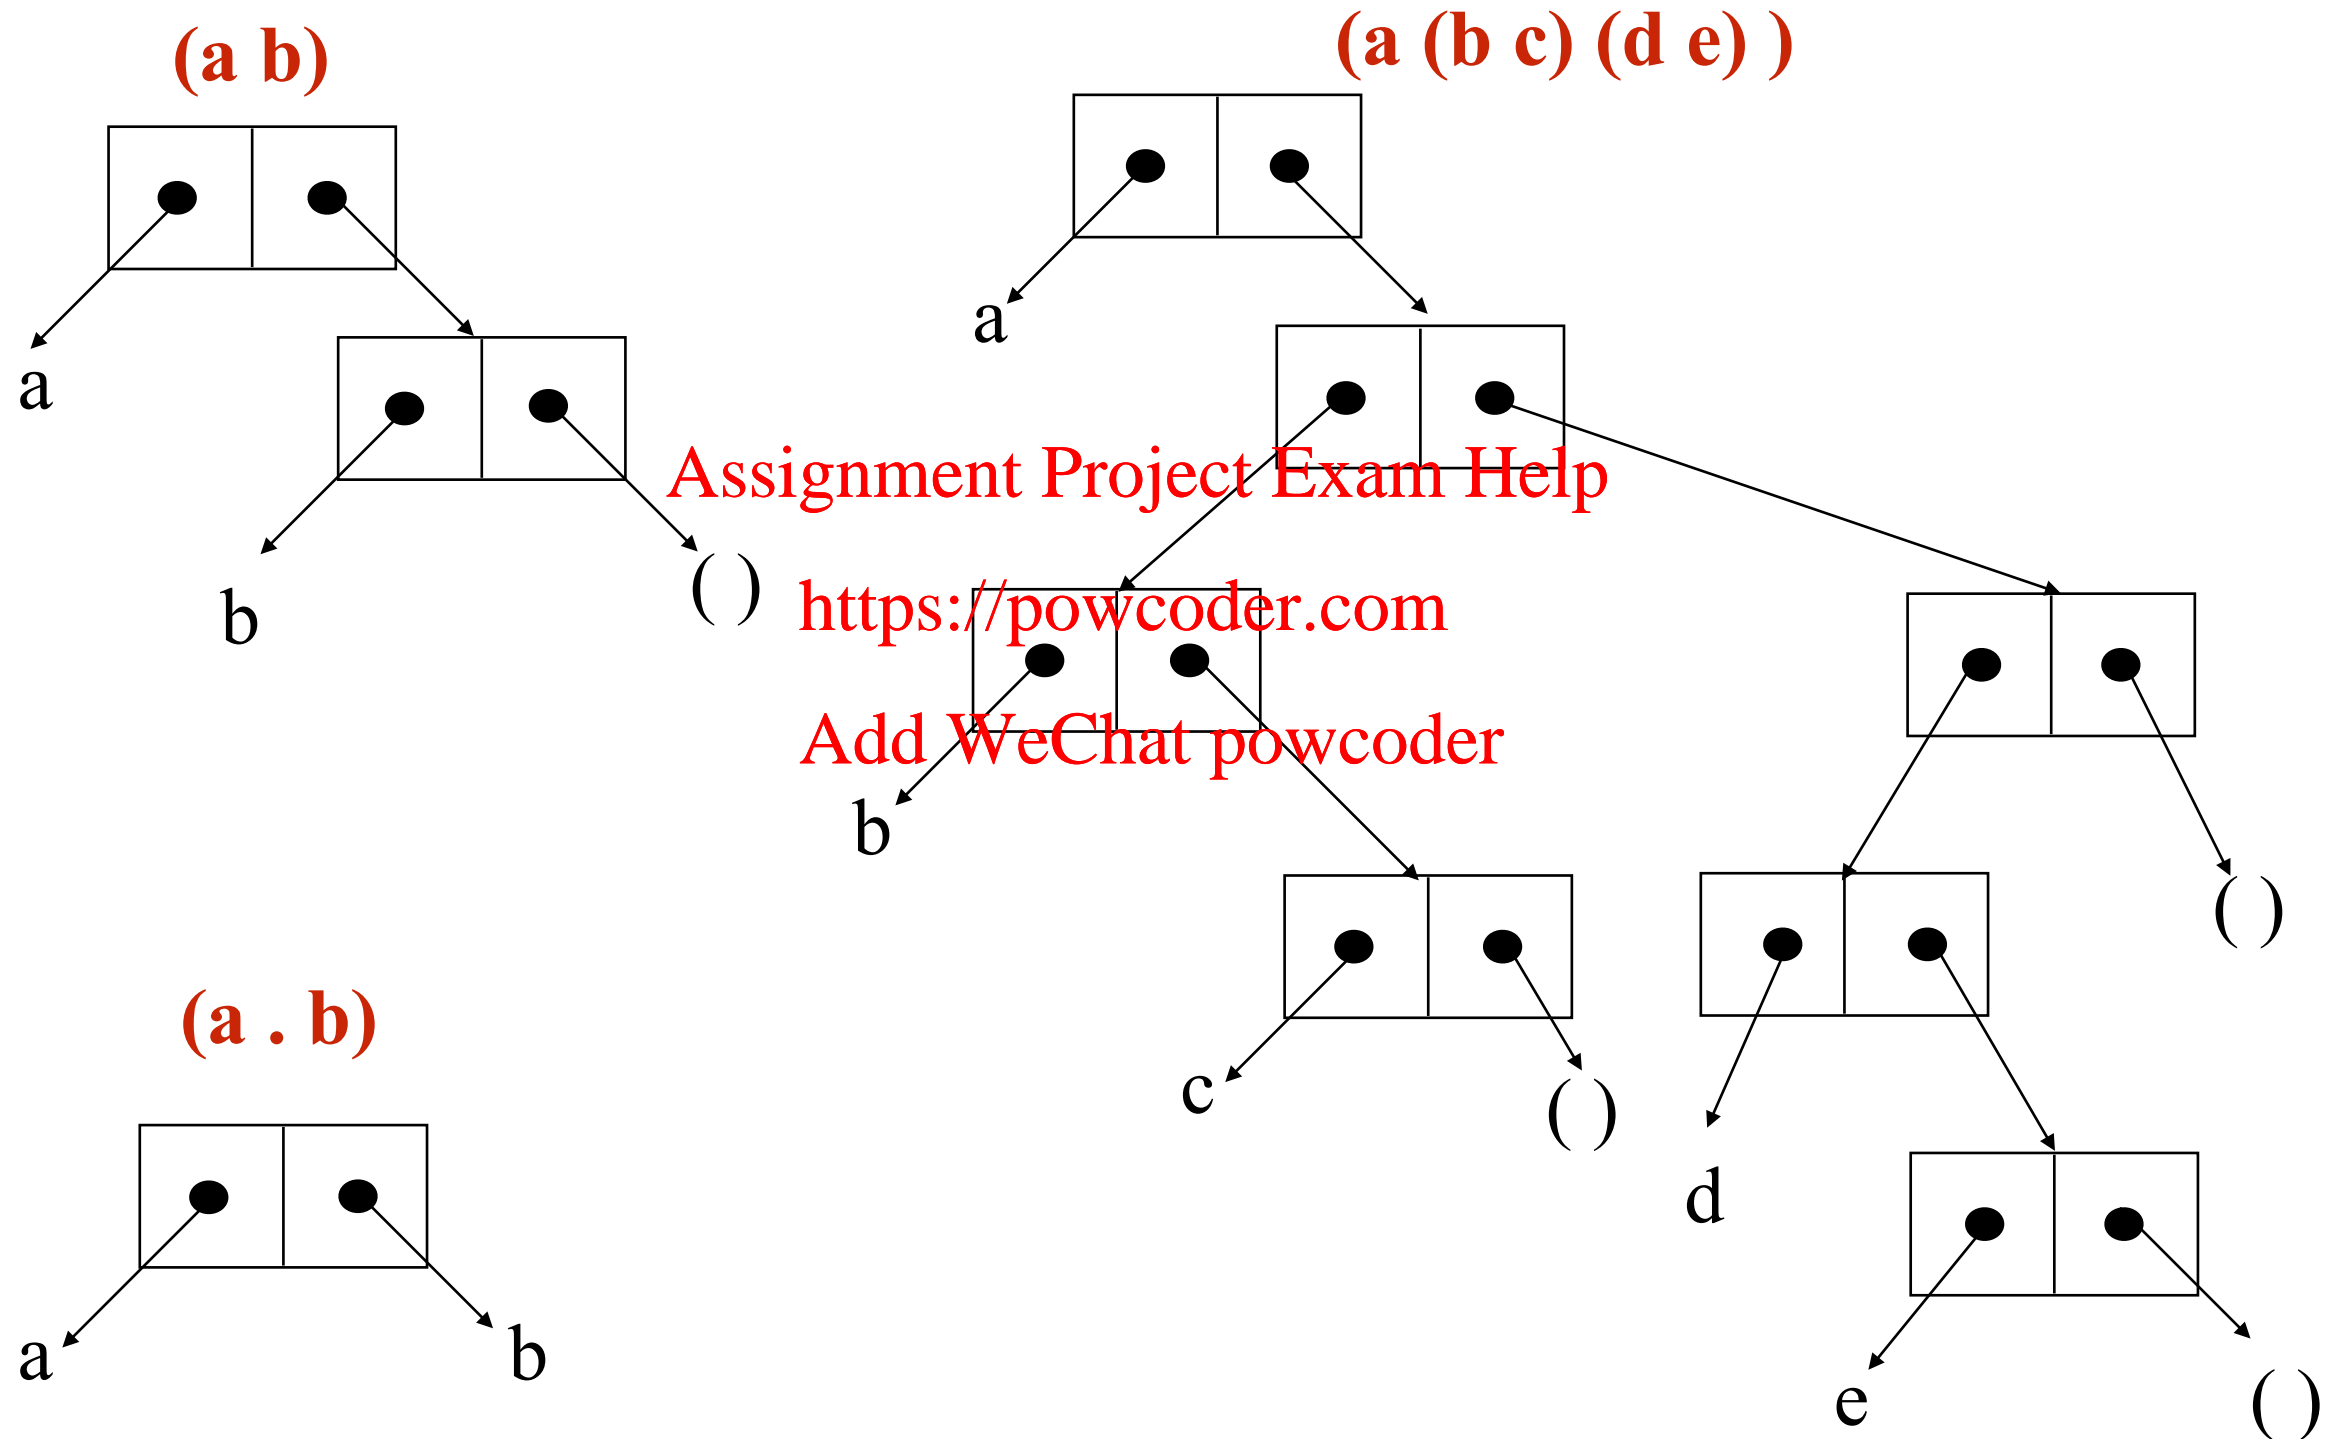 (a b)
a
b
( )
(a . b)
a
b
(a (b c) (d e) )
a
b
c
( )
d
e
( )
( )
Assignment Project Exam Help
https://powcoder.com
Add WeChat powcoder